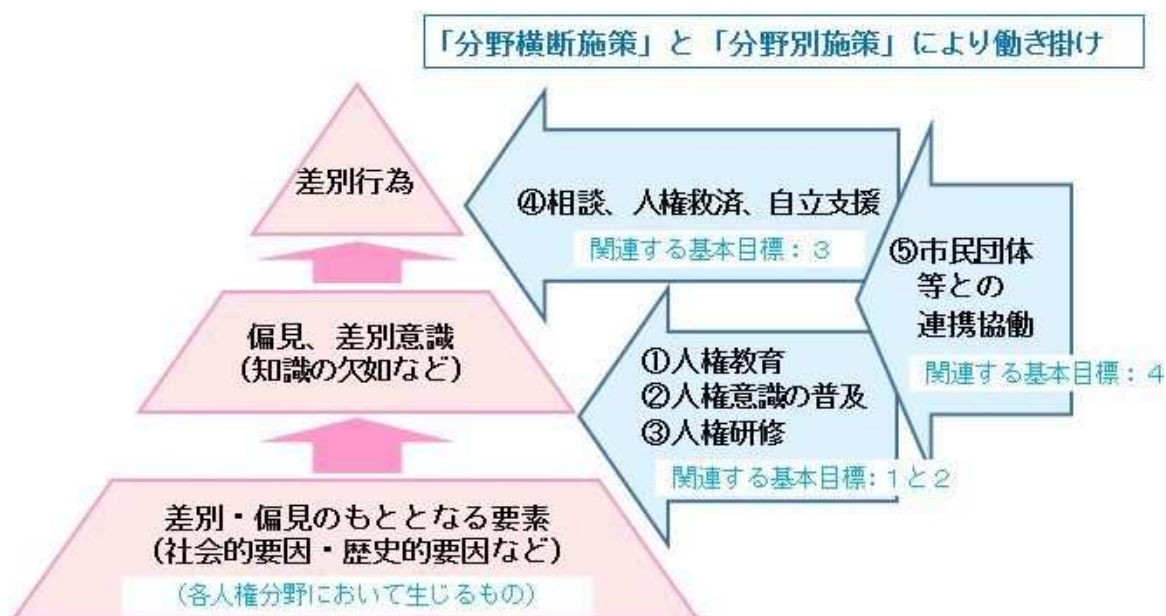 「分野横断施策」と「分野別施策」により働き掛け
差別行為
④相談、人権救済、自立支援
関連する基本目標：３
⑤市民団体
等との
連携協働
関連する基本目標：４
偏見、差別意識
（知識の欠如など）
①人権教育
②人権意識の普及
③人権研修
関連する基本目標：１と２
差別・偏見のもととなる要素
（社会的要因・歴史的要因など）
（各人権分野において生じるもの）